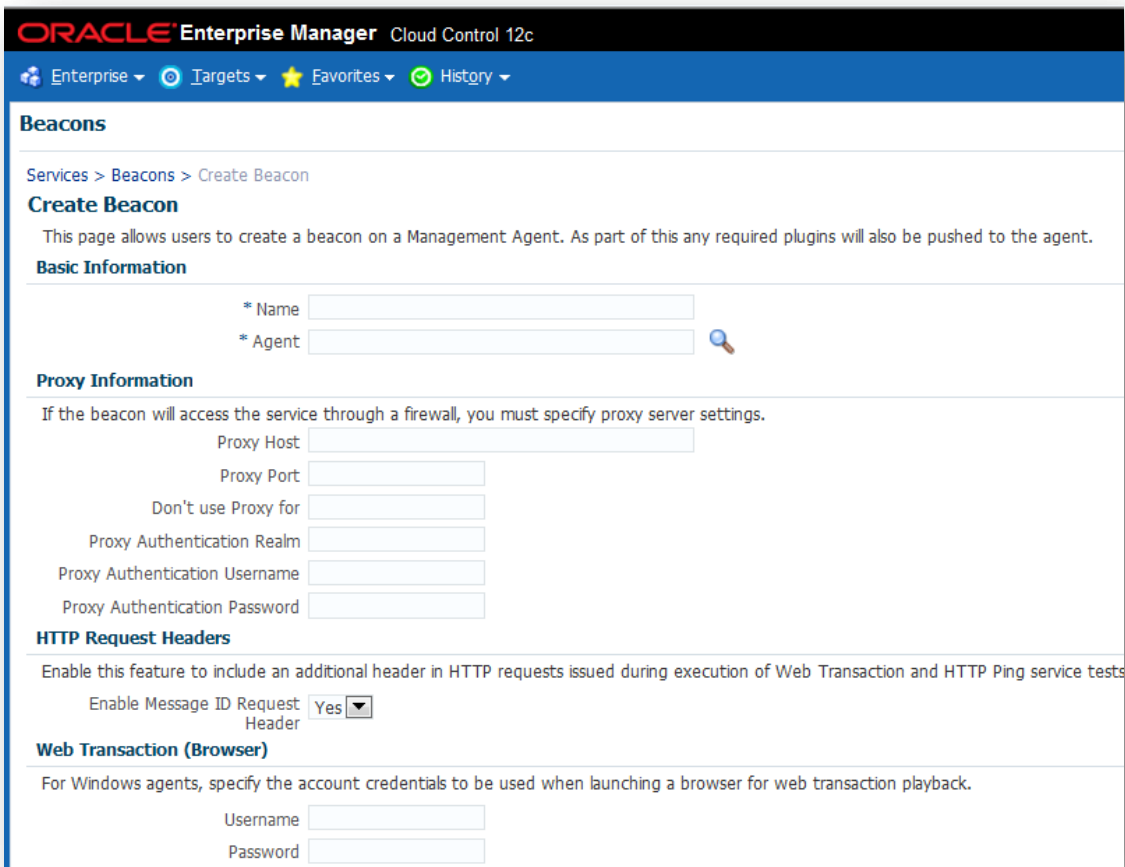 ORACLE Enterprise Manager Cloud Control 12c
Enterprise Targets Favorites History
Beacons
Services > Beacons > Create Beacon
Create Beacon
This page allows users to create a beacon on a Management Agent. As part of this any required plugins will also be pushed to the agent.
Basic Information
* Name
* Agent
Proxy Information
If the beacon will access the service through a firewall, you must specify proxy server settings.
Proxy Host
Proxy Port
Don't use Proxy for
Proxy Authentication Realm
Proxy Authentication Username
Proxy Authentication Password
HTTP Request Headers
Enable this feature to include an additional header in HTTP requests issued during execution of Web Transaction and HTTP Ping service tests
Enable Message ID Request Yes
Header
Web Transaction (Browser)
For Windows agents, specify the account credentials to be used when launching a browser for web transaction playback.
Username
Password